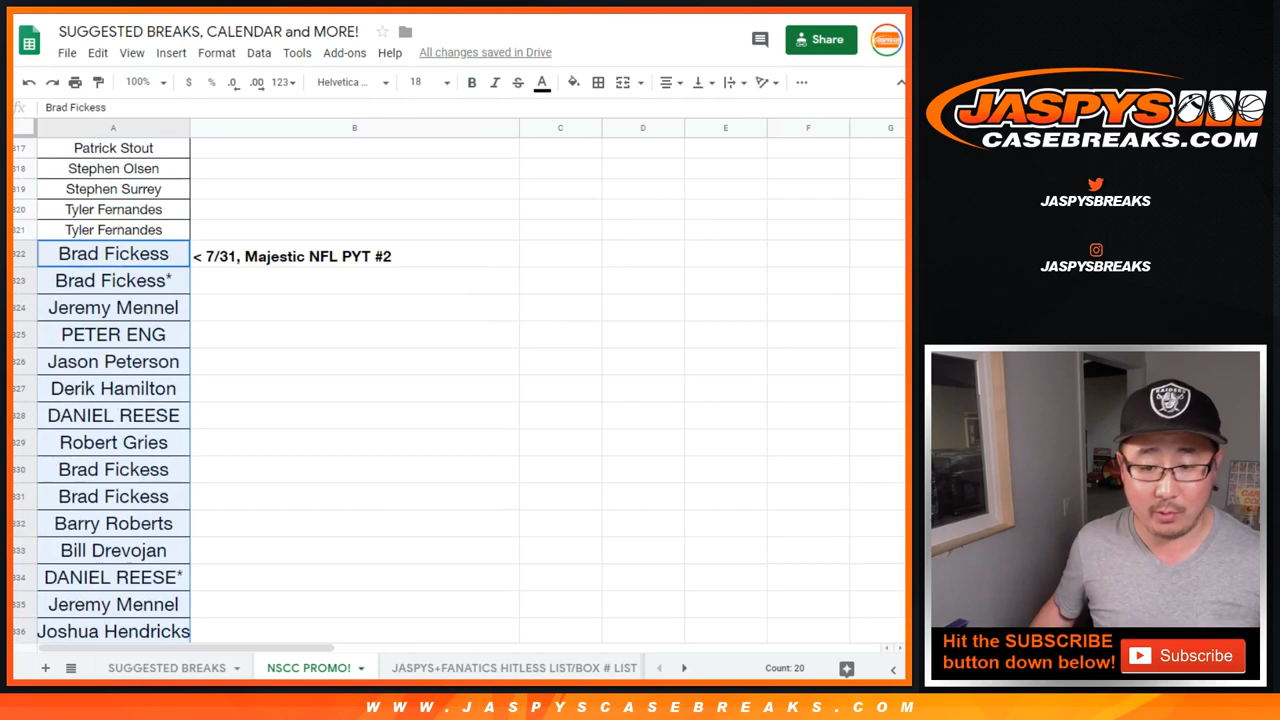 SUGGESTED BREAKS, CALENDAR and MORE!
File Edit View Insert Format Data Tools Add-ons Help All changes saved in Drive
Share
100% $ % .0 .00 123 Helvetica ... 18 B I S A
fx Brad Fickess
A B C D E F G
317 Patrick Stout
318 Stephen Olsen
319 Stephen Surrey
320 Tyler Fernandes
321 Tyler Fernandes
322 Brad Fickess < 7/31, Majestic NFL PYT #2
323 Brad Fickess*
324 Jeremy Mennel
325 PETER ENG
326 Jason Peterson
327 Derik Hamilton
328 DANIEL REESE
329 Robert Gries
330 Brad Fickess
331 Brad Fickess
332 Barry Roberts
333 Bill Drevojan
334 DANIEL REESE*
335 Jeremy Mennel
336 Joshua Hendricks
SUGGESTED BREAKS NSCC PROMO! JASPYS+FANATICS HITLESS LIST/BOX # LIST Count: 20
JASPYS
CASEBREAKS.COM
JASPYSBREAKS
JASPYSBREAKS
RAIDERS
Hit the SUBSCRIBE
button down below!
Subscribe
WWW.JASPYSCASEBREAKS.COM